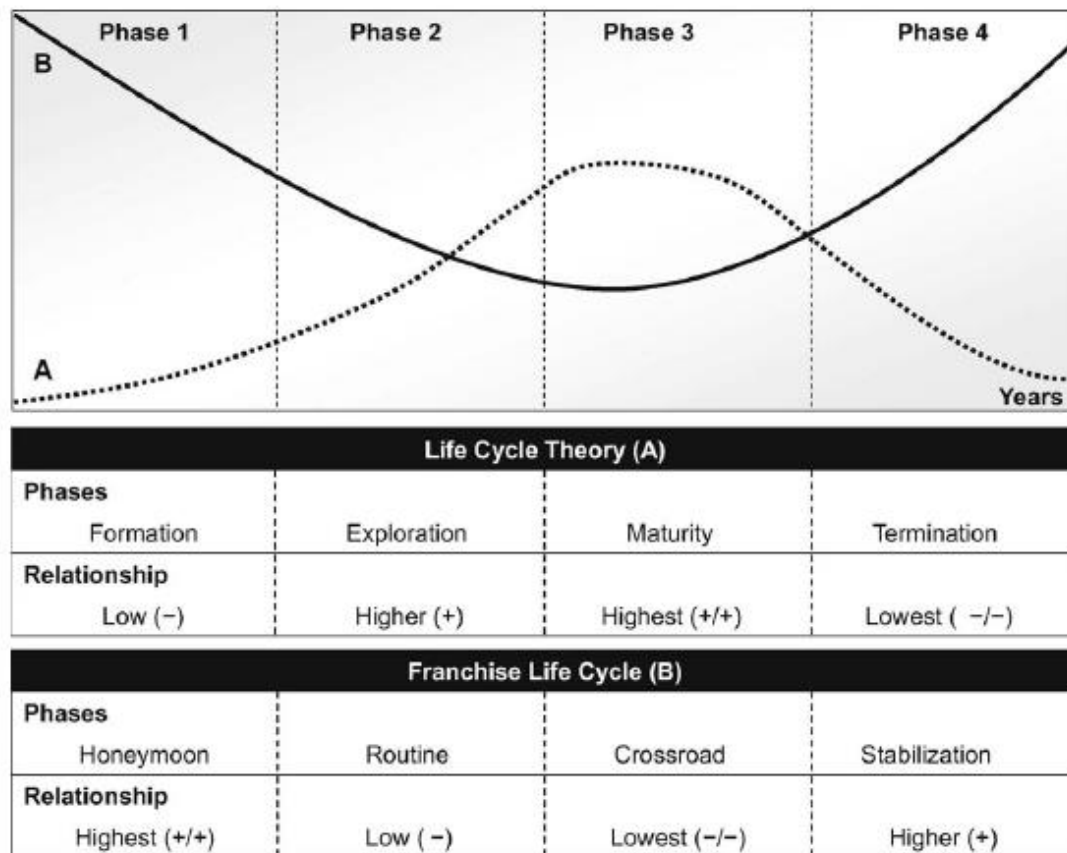 Phase 1 Phase 2 Phase 3 Phase 4
B
A
Years
Life Cycle Theory (A)
Phases
Formation Exploration Maturity Termination
Relationship
Low (−) Higher (+) Highest (+/+) Lowest ( −/−)
Franchise Life Cycle (B)
Phases
Honeymoon Routine Crossroad Stabilization
Relationship
Highest (+/+) Low ( −) Lowest (−/−) Higher (+)